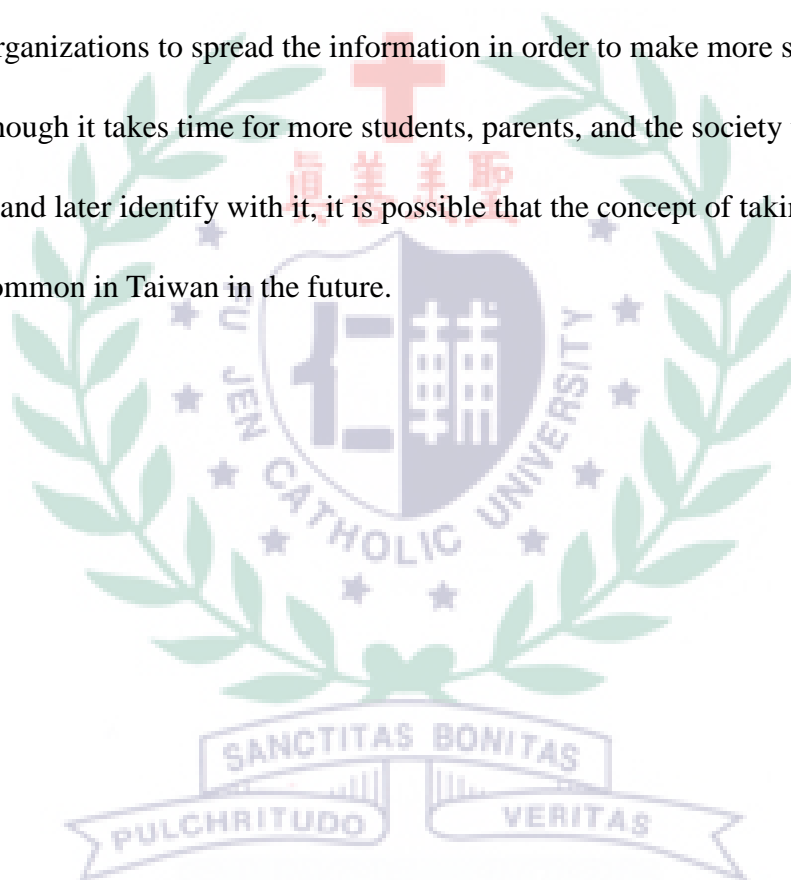 rganizations to spread the information in order to make more s
hough it takes time for more students, parents, and the society
and later identify with it, it is possible that the concept of takin
ommon in Taiwan in the future.
真善美聖
FU JEN CATHOLIC UNIVERSITY
仁輔
SANCTITAS BONITAS
PULCHRITUDO VERITAS